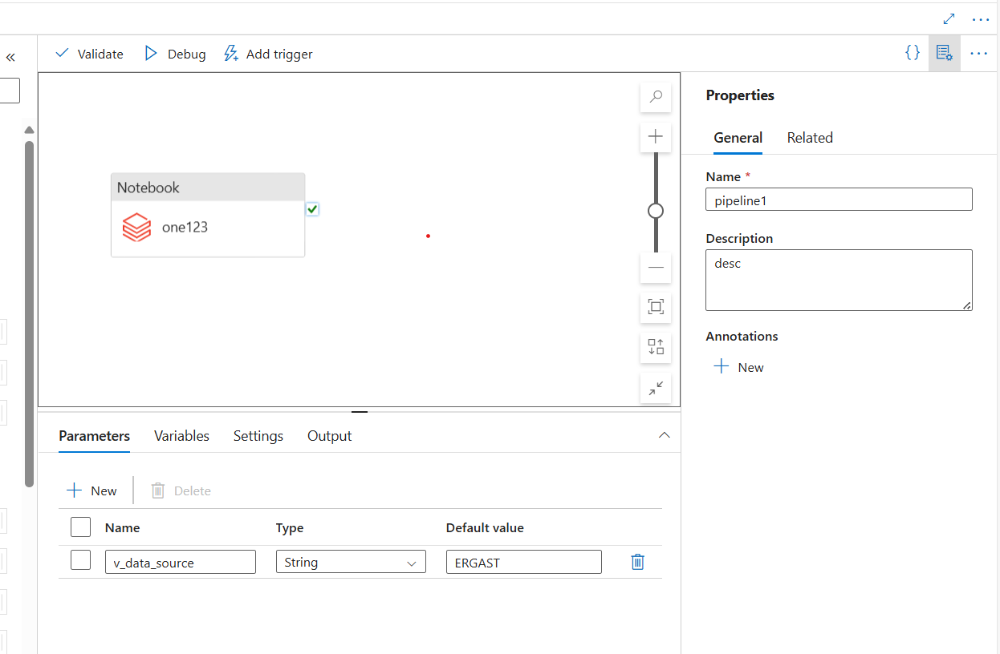 Validate Debug Add trigger
{}
Notebook
one123
Properties
General Related
Name *
pipeline1
Description
desc
Annotations
New
Parameters Variables Settings Output
New Delete
Name Type Default value
v_data_source String ERGAST